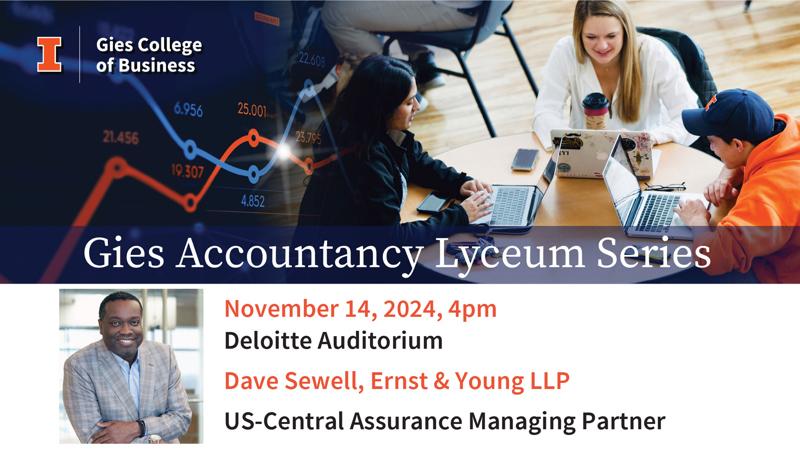 I
Gies College
of Business
6.956
22.608
25.001
21.456
23.795
19.307
4.852
Gies Accountancy Lyceum Series
November 14, 2024, 4pm
Deloitte Auditorium
Dave Sewell, Ernst & Young LLP
US-Central Assurance Managing Partner